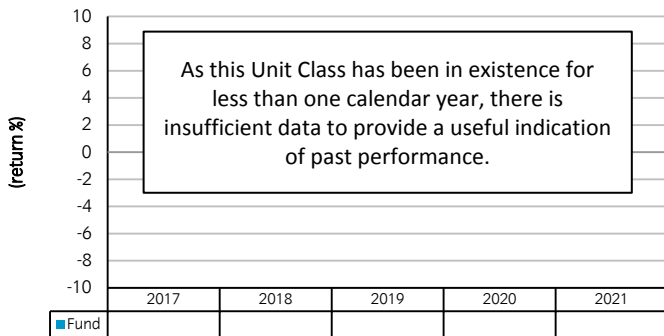 10
8
6
4
2
0
-2
-4
-6
-8
-10
(return %)
As this Unit Class has been in existence for
less than one calendar year, there is
insufficient data to provide a useful indication
of past performance.
2017 2018 2019 2020 2021
Fund